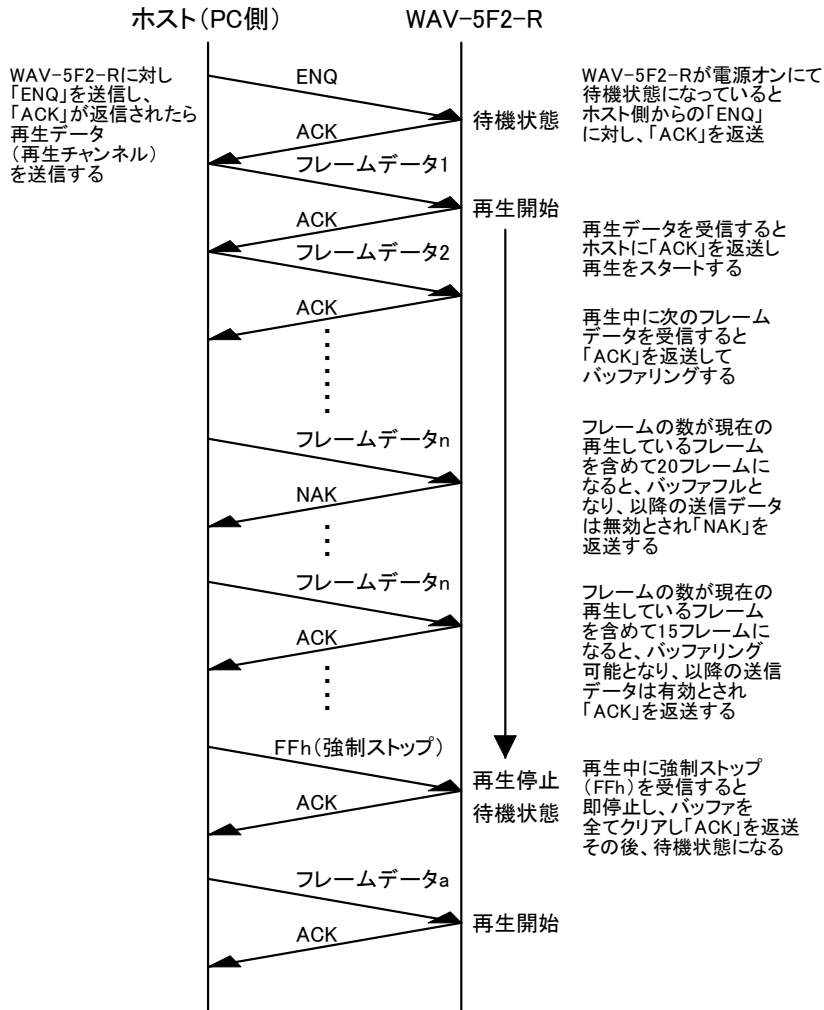 ホスト(PC側)
WAV-5F2-R
WAV-5F2-Rに対し
「ENQ」を送信し、
「ACK」が返信されたら
再生データ
(再生チャンネル)
を送信する
ENQ
待機状態
WAV-5F2-Rが電源オンにて
待機状態になっていると
ホスト側からの「ENQ」
に対し、「ACK」を返送
ACK
フレームデータ1
再生開始
ACK
再生データを受信すると
ホストに「ACK」を返送し
再生をスタートする
フレームデータ2
ACK
再生中に次のフレーム
データを受信すると
「ACK」を返送して
バッファリングする
フレームデータn
NAK
フレームの数が現在の
再生しているフレーム
を含めて20フレームに
なると、バッファフルと
なり、以降の送信データ
は無効とされ「NAK」を
返送する
フレームデータn
ACK
フレームの数が現在の
再生しているフレーム
を含めて15フレームに
なると、バッファリング
可能となり、以降の送信
データは有効とされ
「ACK」を返送する
FFh(強制ストップ)
再生停止
待機状態
ACK
再生中に強制ストップ
(FFh)を受信すると
即停止し、バッファを
全てクリアし「ACK」を返送
その後、待機状態になる
フレームデータa
再生開始
ACK